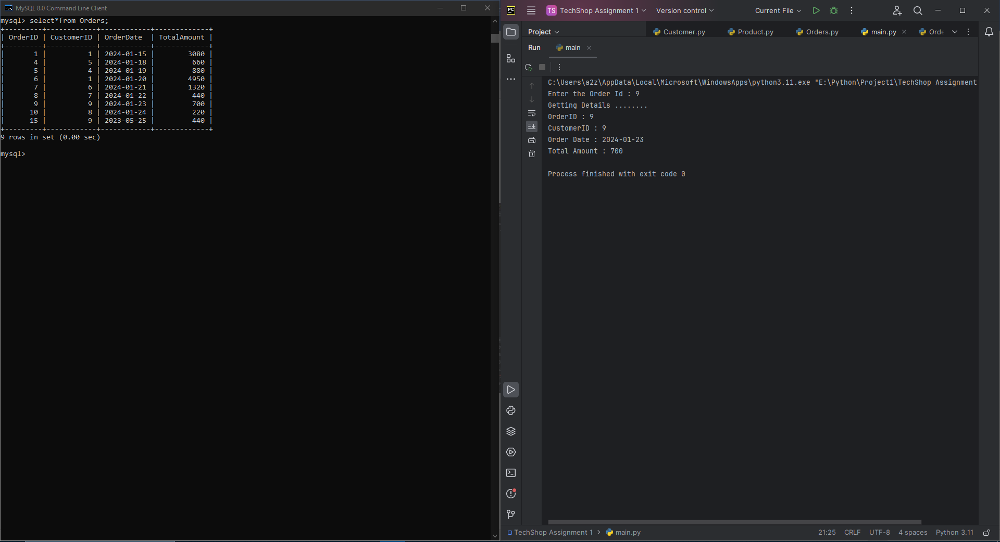 MySQL 8.0 Command Line Client
mysql> select*from Orders;
+---------+------------+------------+-------------+
| OrderID | CustomerID | OrderDate  | TotalAmount |
+---------+------------+------------+-------------+
|       1 |          1 | 2024-01-15 |        3080 |
|       4 |          5 | 2024-01-18 |         660 |
|       5 |          4 | 2024-01-19 |         880 |
|       6 |          1 | 2024-01-20 |        4950 |
|       7 |          6 | 2024-01-21 |        1320 |
|       8 |          7 | 2024-01-22 |         440 |
|       9 |          9 | 2024-01-23 |         700 |
|      10 |          8 | 2024-01-24 |         220 |
|      15 |          9 | 2023-05-25 |         440 |
+---------+------------+------------+-------------+
9 rows in set (0.00 sec)
mysql>
PC TS TechShop Assignment 1 Version control Current File
Project Customer.py Product.py Orders.py main.py Orde
Run main
C:\Users\a2z\AppData\Local\Microsoft\WindowsApps\python3.11.exe "E:\Python\Project1\TechShop Assignment
Enter the Order Id : 9
Getting Details ........
OrderID : 9
CustomerID : 9
Order Date : 2024-01-23
Total Amount : 700
Process finished with exit code 0
TechShop Assignment 1 > main.py 21:25 CRLF UTF-8 4 spaces Python 3.11